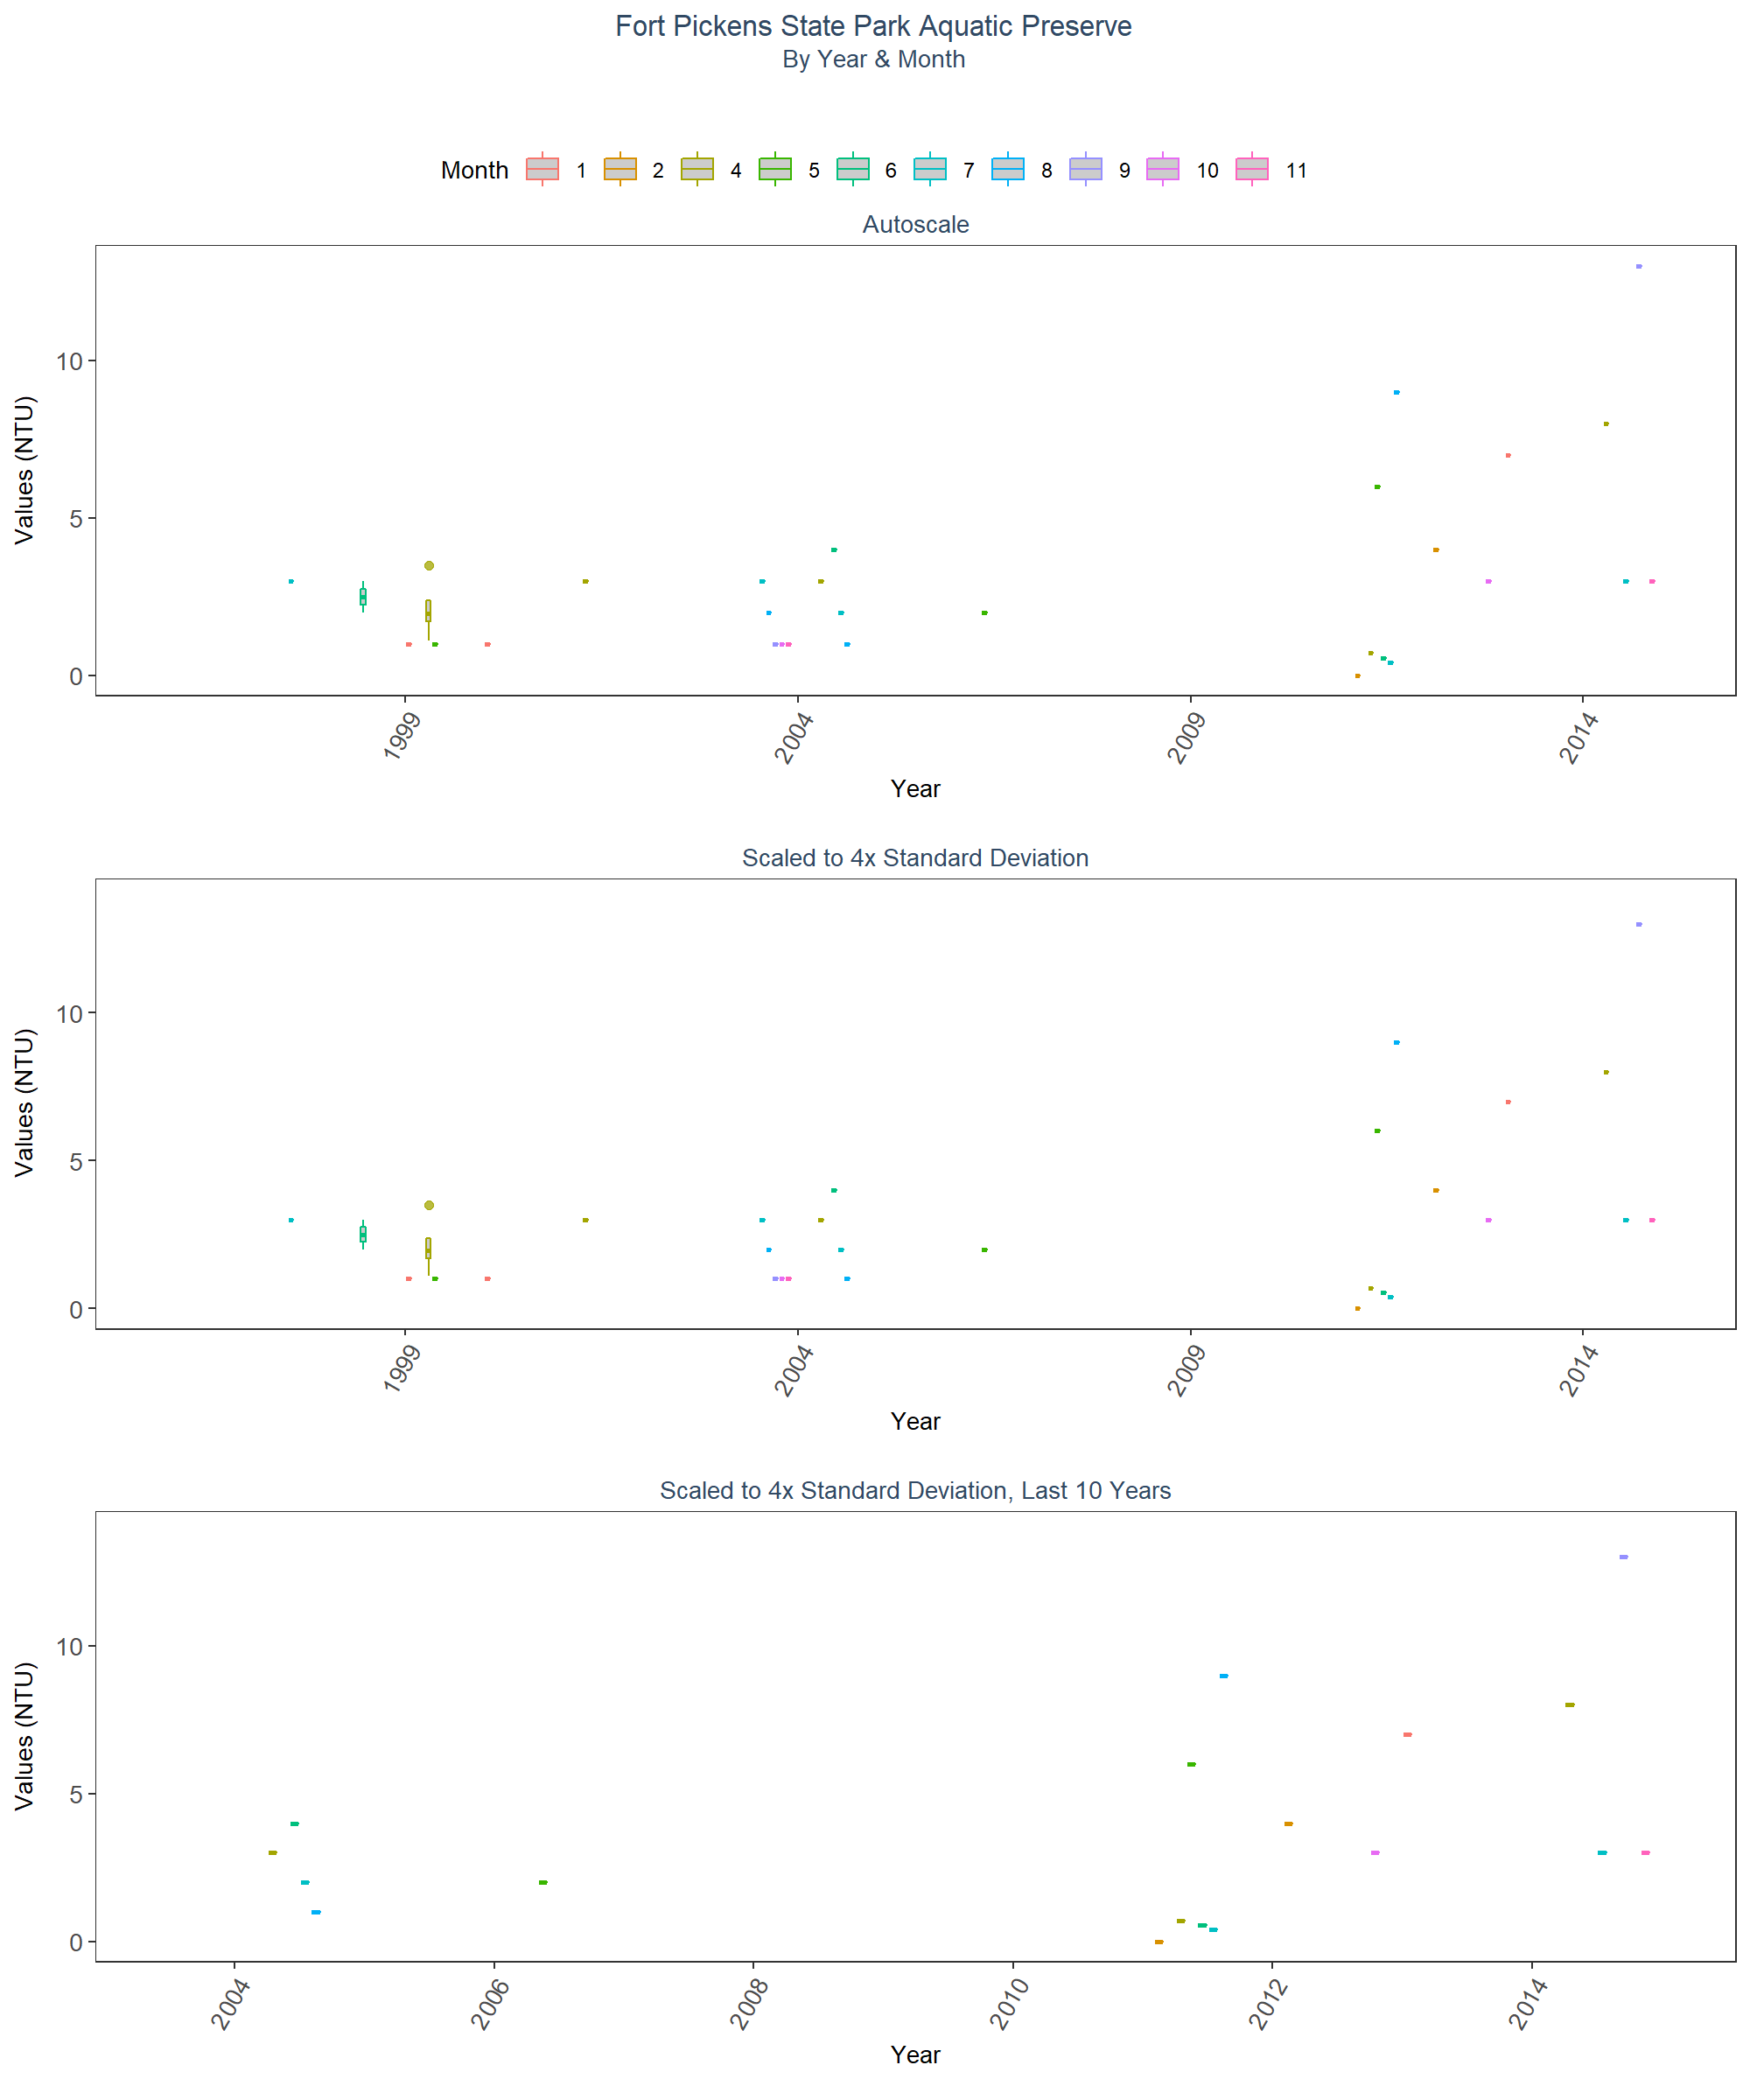 Fort Pickens State Park Aquatic Preserve
By Year & Month
Month 1 2 4 5 6 7 8 9 10 11
Autoscale
Values (NTU)
10
5
0
1999 2004 2009 2014
Year
Scaled to 4x Standard Deviation
Values (NTU)
10
5
0
1999 2004 2009 2014
Year
Scaled to 4x Standard Deviation, Last 10 Years
Values (NTU)
10
5
0
2004 2006 2008 2010 2012 2014
Year